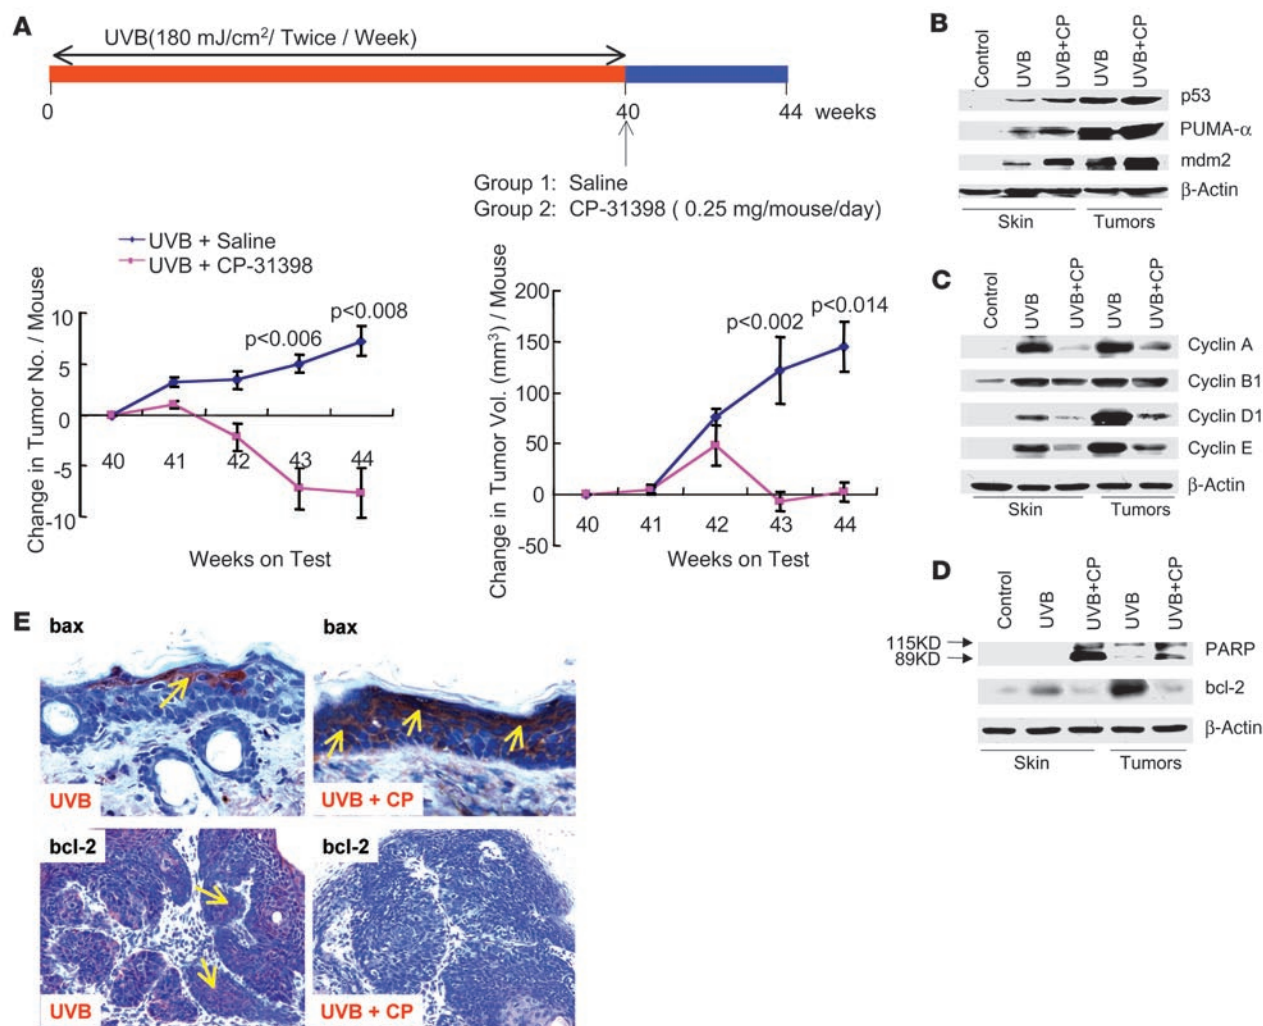 A
UVB(180 mJ/cm²/ Twice / Week)
0
40
44 weeks
Group 1: Saline
Group 2: CP-31398 ( 0.25 mg/mouse/day)
UVB + Saline
UVB + CP-31398
Change in Tumor No. / Mouse
10
5
0
-5
-10
p<0.006
p<0.008
40 41 42 43 44
Weeks on Test
Change in Tumor Vol. (mm³) / Mouse
200
150
100
50
0
-50
p<0.002
p<0.014
40 41 42 43 44
Weeks on Test
B
Control
UVB
UVB+CP
UVB
UVB+CP
p53
PUMA-α
mdm2
β-Actin
Skin
Tumors
C
Control
UVB
UVB+CP
UVB
UVB+CP
Cyclin A
Cyclin B1
Cyclin D1
Cyclin E
β-Actin
Skin
Tumors
D
Control
UVB
UVB+CP
UVB
UVB+CP
115KD
89KD
PARP
bcl-2
β-Actin
Skin
Tumors
E
bax
UVB
bax
UVB + CP
bcl-2
UVB
bcl-2
UVB + CP